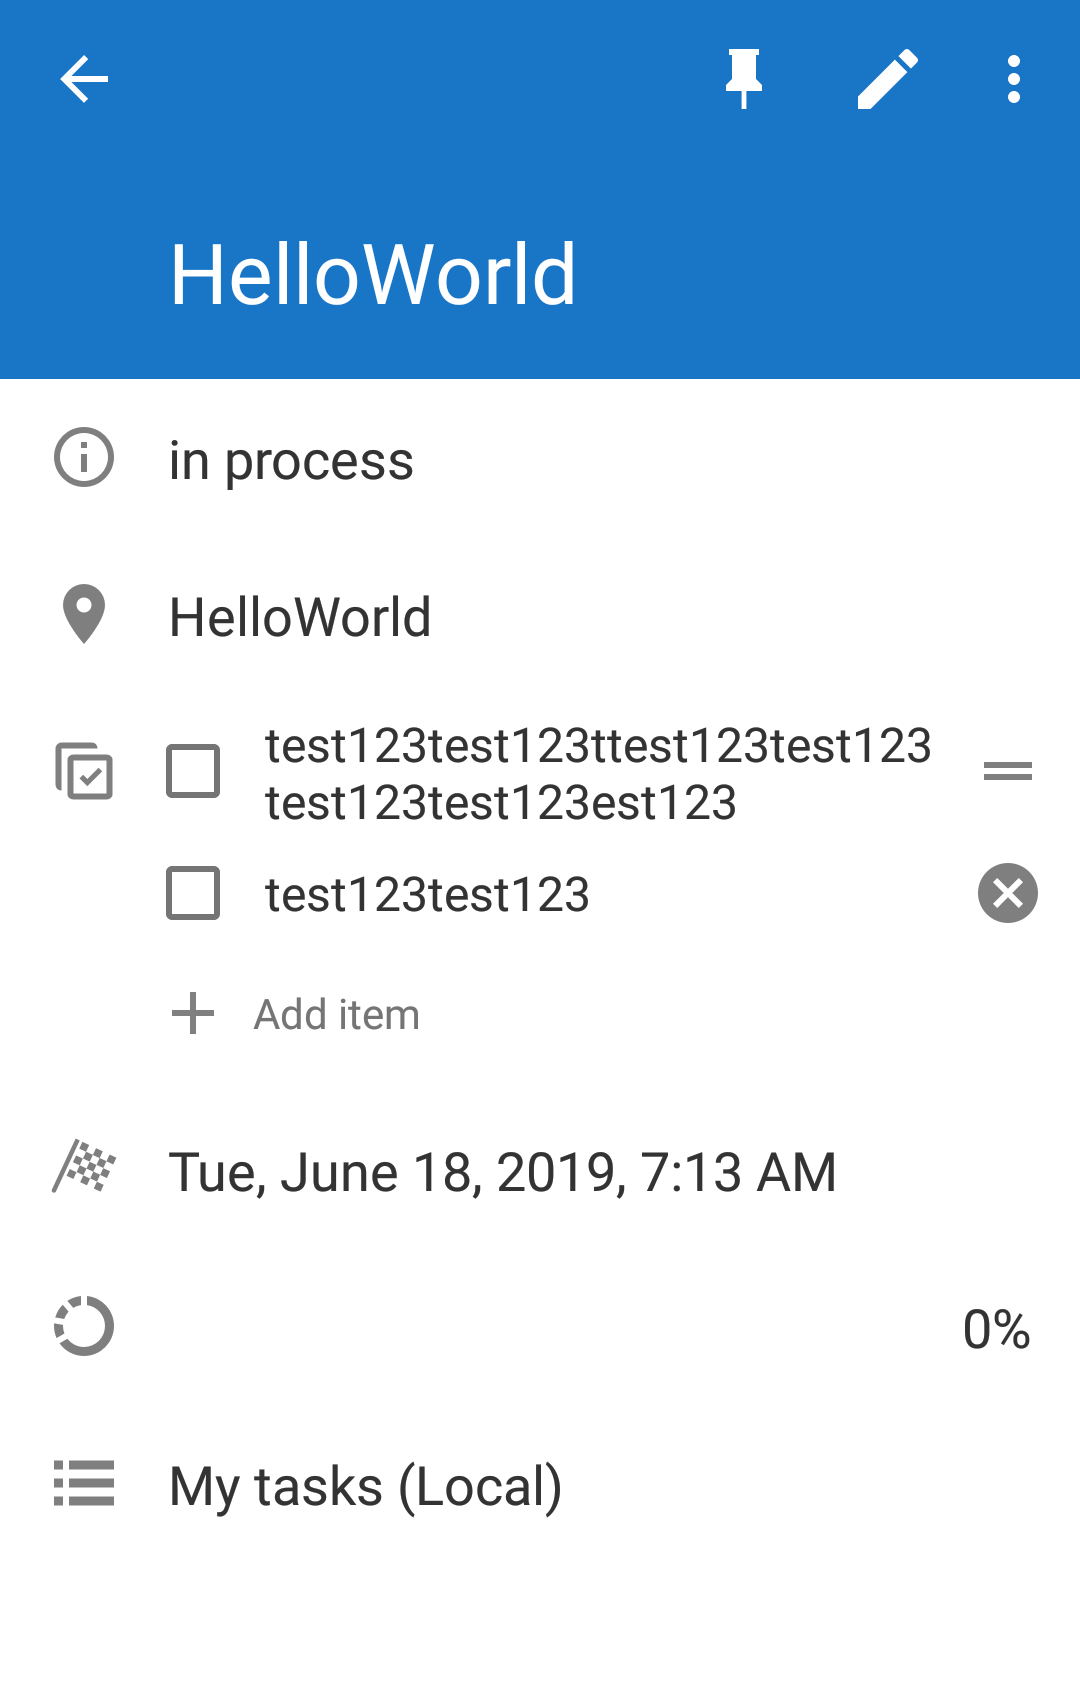 HelloWorld
in process
HelloWorld
test123test123ttest123test123
test123test123est123
test123test123
Add item
Tue, June 18, 2019, 7:13 AM
0%
My tasks (Local)